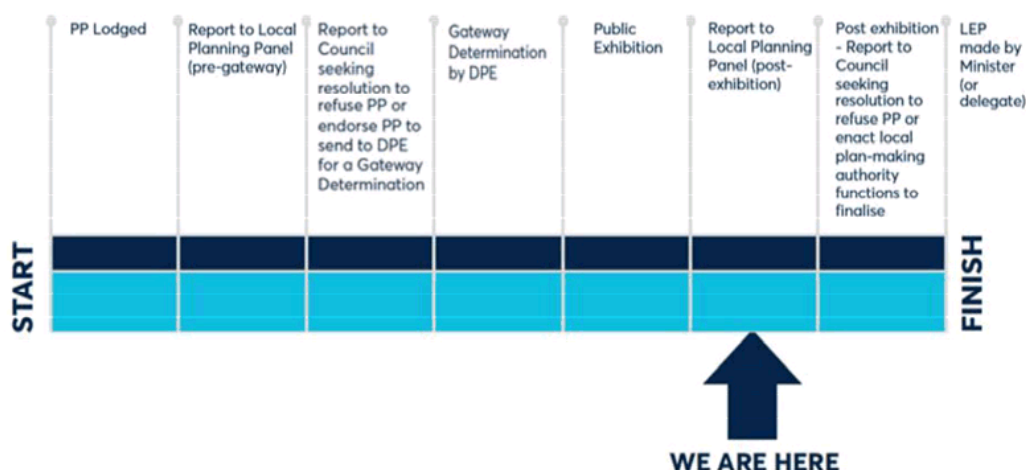 PP Lodged
Report to Local
Planning Panel
(pre-gateway)
Report to
Council
seeking
resolution to
refuse PP or
endorse PP to
send to DPE
for a Gateway
Determination
Gateway
Determination
by DPE
Public
Exhibition
Report to
Local Planning
Panel (post-
exhibition)
Post exhibition
- Report to
Council
seeking
resolution to
refuse PP or
enact local
plan-making
authority
functions to
finalise
LEP
made by
Minister
(or
delegate)
START
FINISH
WE ARE HERE